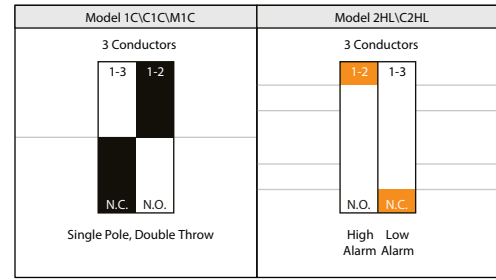 Model 1C\C1C\M1C
3 Conductors
1-3 1-2
N.C. N.O.
Single Pole, Double Throw
Model 2HL\C2HL
3 Conductors
1-2 1-3
N.O. N.C.
High Low
Alarm Alarm